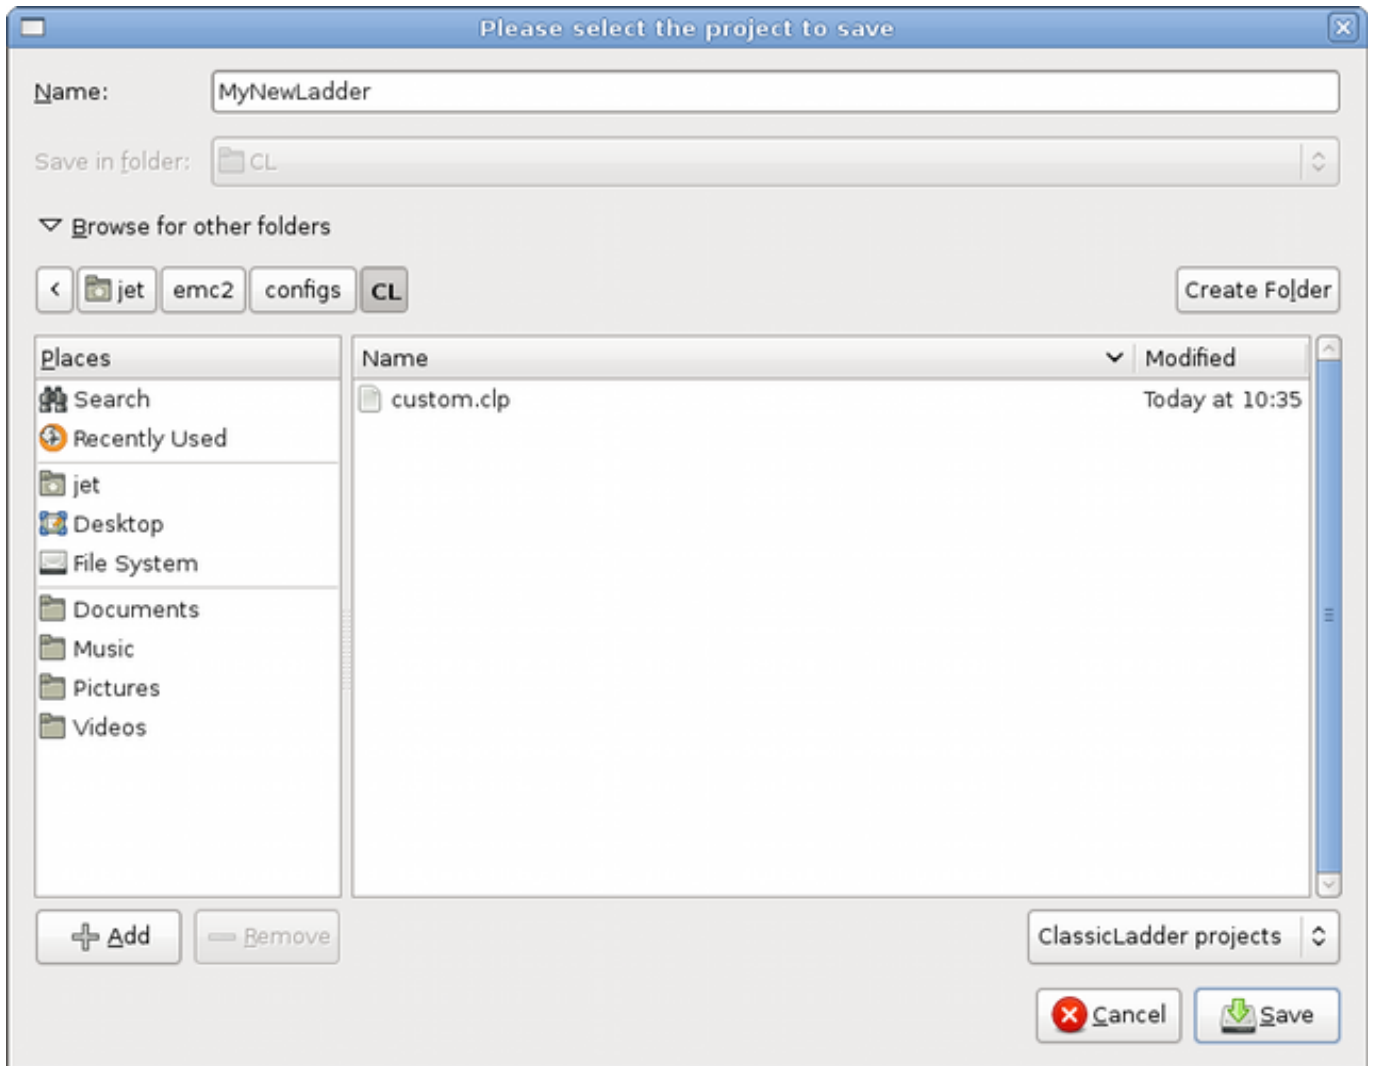 Please select the project to save
Name: MyNewLadder
Save in folder: CL
Browse for other folders
< jet emc2 configs CL Create Folder
Places Name Modified
Search custom.clp Today at 10:35
Recently Used
jet
Desktop
File System
Documents
Music
Pictures
Videos
Add Remove ClassicLadder projects
Cancel Save